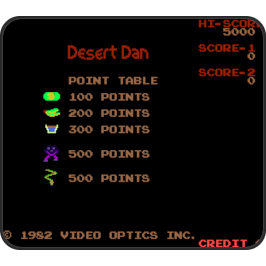 HI-SCORE
5000
Desert Dan
SCORE-1
0
SCORE-2
0
POINT TABLE
100 POINTS
200 POINTS
300 POINTS
500 POINTS
500 POINTS
© 1982 VIDEO OPTICS INC.
CREDIT